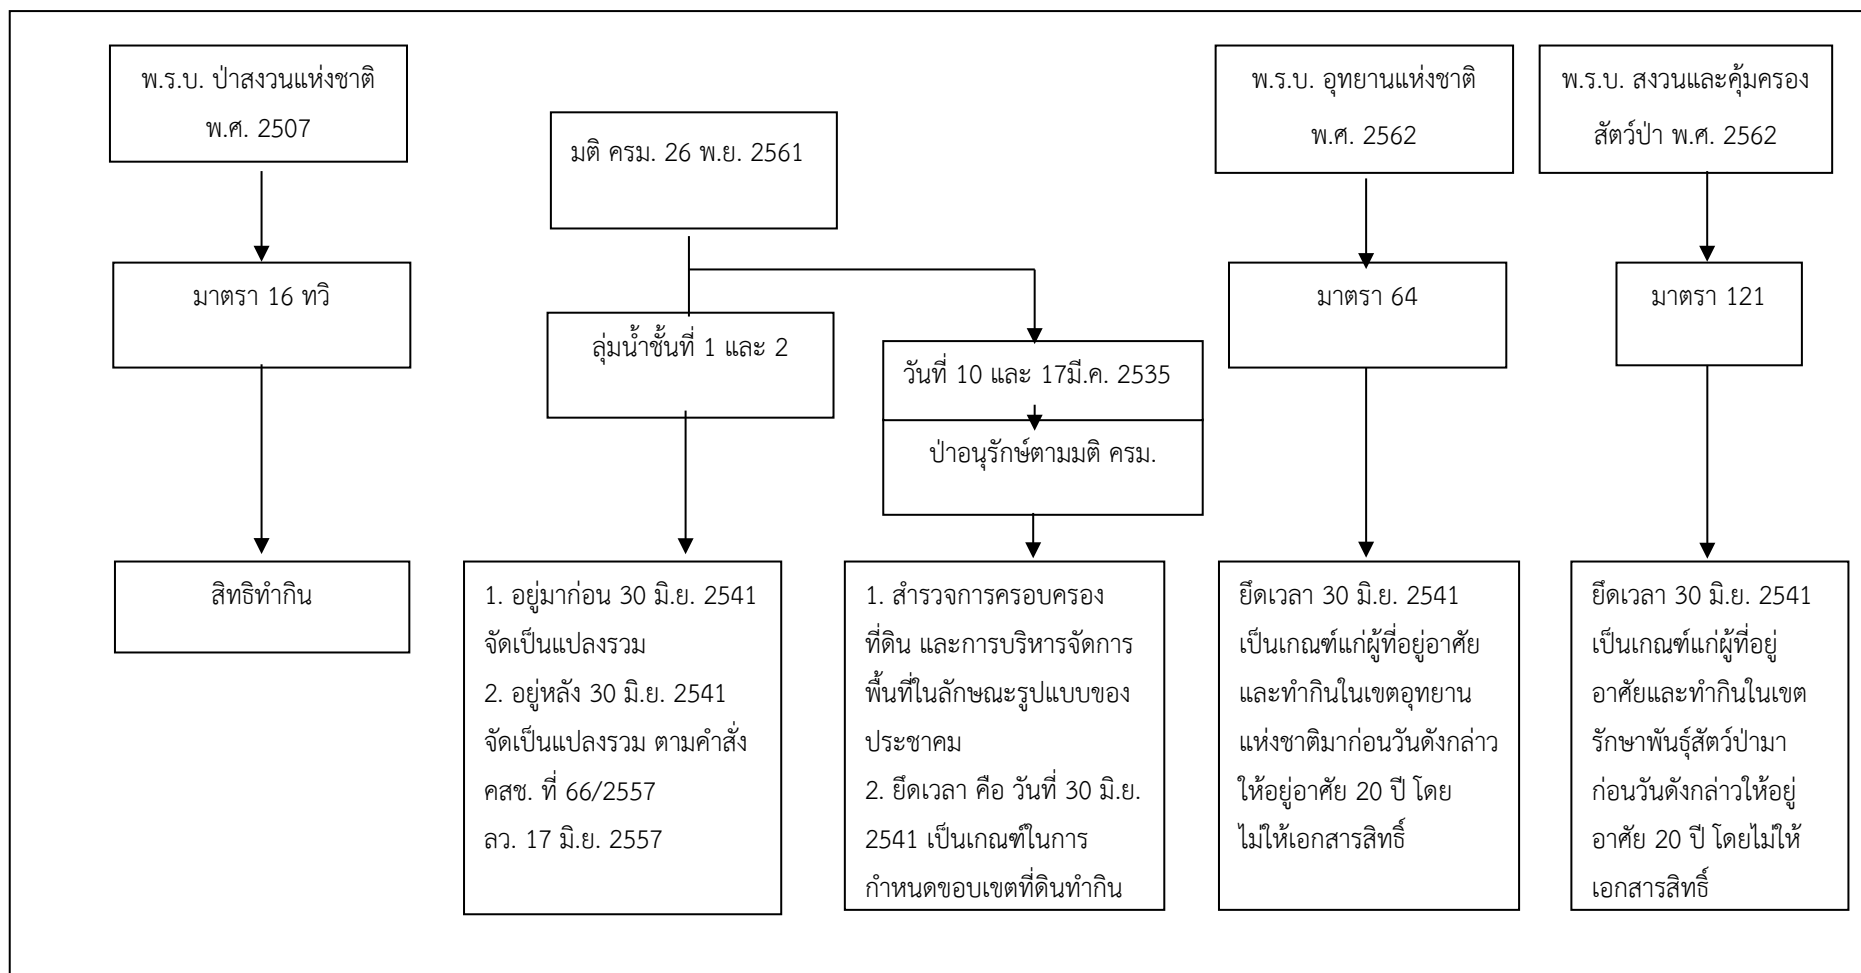 พ.ร.บ. ป่าสงวนแห่งชาติ
พ.ศ. 2507
มาตรา 16 ทวิ
สิทธิทำกิน
มติ ครม. 26 พ.ย. 2561
ลุ่มน้ำชั้นที่ 1 และ 2
1. อยู่มาก่อน 30 มิ.ย. 2541
จัดเป็นแปลงรวม
2. อยู่หลัง 30 มิ.ย. 2541
จัดเป็นแปลงรวม ตามคำสั่ง
คสช. ที่ 66/2557
ลว. 17 มิ.ย. 2557
วันที่ 10 และ 17มี.ค. 2535
ป่าอนุรักษ์ตามมติ ครม.
1. สำรวจการครอบครอง
ที่ดิน และการบริหารจัดการ
พื้นที่ในลักษณะรูปแบบของ
ประชาคม
2. ยึดเวลา คือ วันที่ 30 มิ.ย.
2541 เป็นเกณฑ์ในการ
กำหนดขอบเขตที่ดินทำกิน
พ.ร.บ. อุทยานแห่งชาติ
พ.ศ. 2562
มาตรา 64
ยึดเวลา 30 มิ.ย. 2541
เป็นเกณฑ์แก่ผู้ที่อยู่อาศัย
และทำกินในเขตอุทยาน
แห่งชาติมาก่อนวันดังกล่าว
ให้อยู่อาศัย 20 ปี โดย
ไม่ให้เอกสารสิทธิ์
พ.ร.บ. สงวนและคุ้มครอง
สัตว์ป่า พ.ศ. 2562
มาตรา 121
ยึดเวลา 30 มิ.ย. 2541
เป็นเกณฑ์แก่ผู้ที่อยู่
อาศัยและทำกินในเขต
รักษาพันธุ์สัตว์ป่ามา
ก่อนวันดังกล่าวให้อยู่
อาศัย 20 ปี โดยไม่ให้
เอกสารสิทธิ์